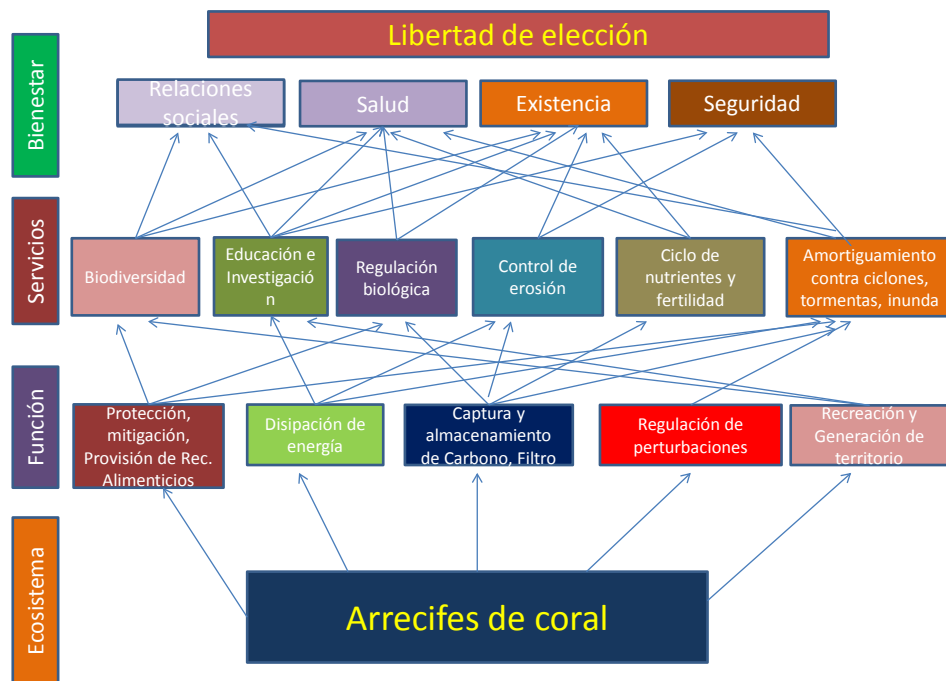 Libertad de elección
Bienestar
Relaciones
sociales
Salud
Existencia
Seguridad
Servicios
Biodiversidad
Educación e
Investigació
n
Regulación
biológica
Control de
erosión
Ciclo de
nutrientes y
fertilidad
Amortiguamiento
contra ciclones,
tormentas, inunda
Función
Protección,
mitigación,
Provisión de Rec.
Alimenticios
Disipación de
energía
Captura y
almacenamiento
de Carbono, Filtro
Regulación de
perturbaciones
Recreación y
Generación de
territorio
Ecosistema
Arrecifes de coral